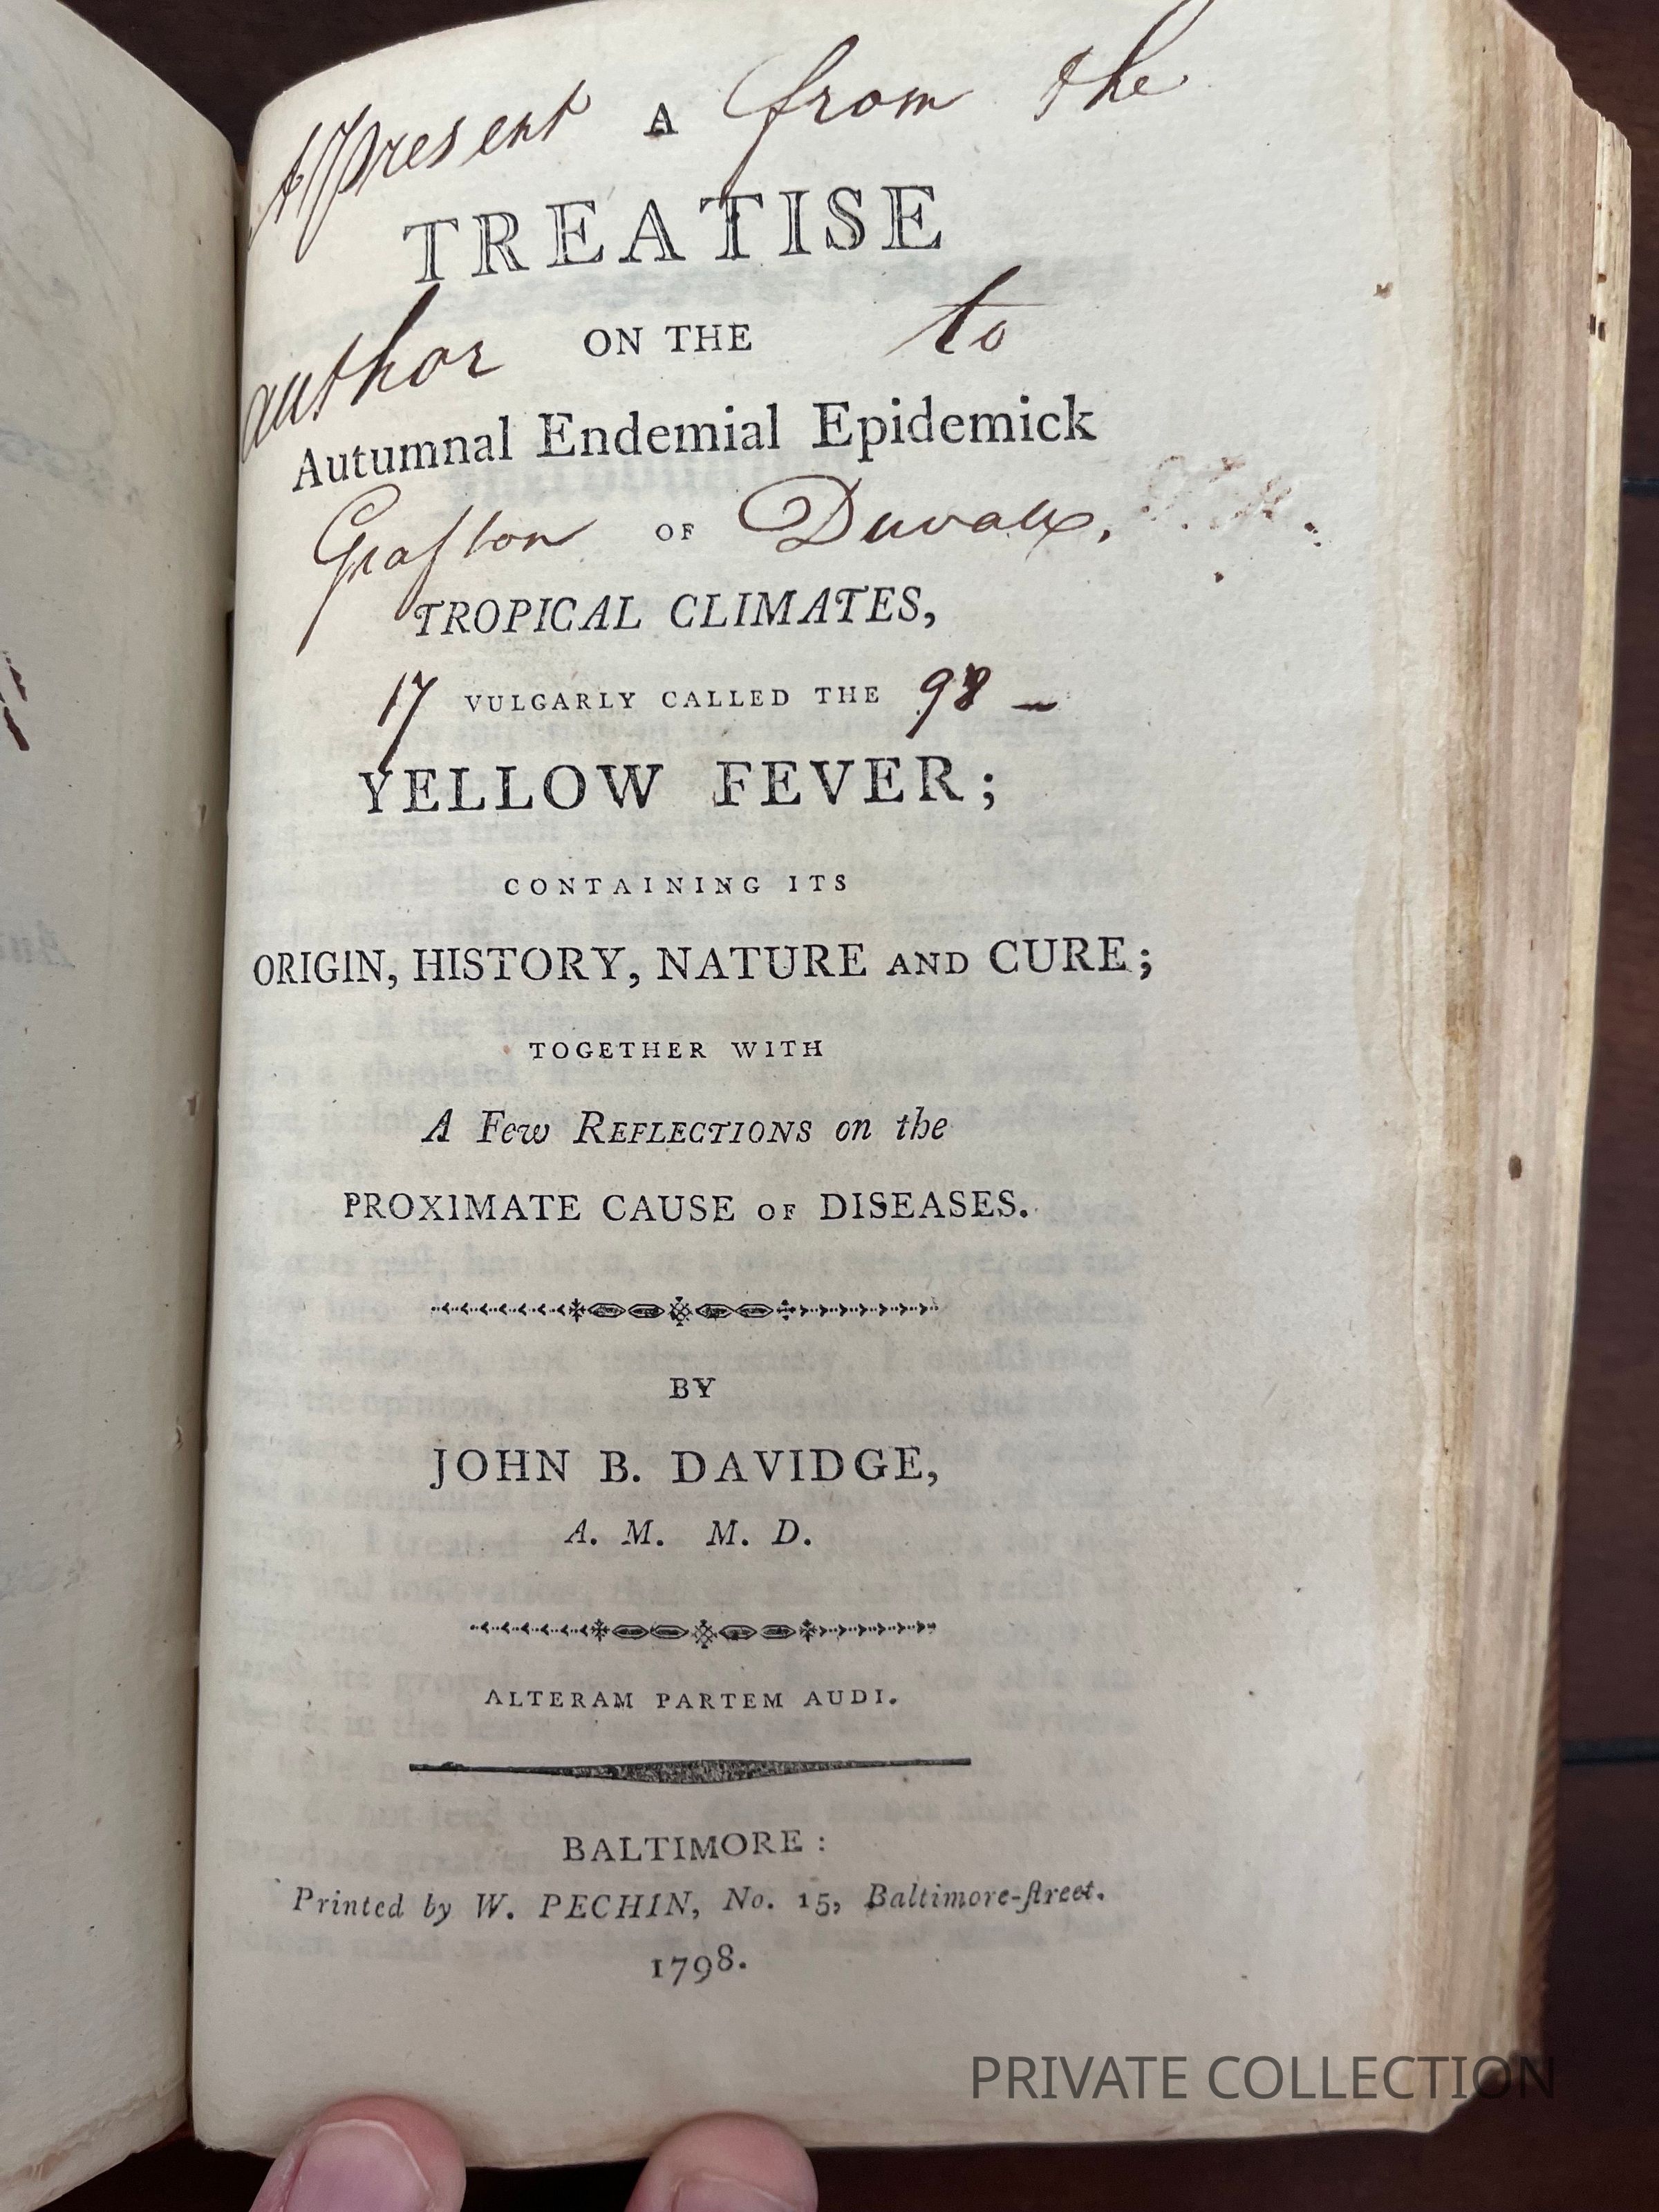 A present A from the
TREATISE
author ON THE to
Autumnal Endemial Epidemick
Grafton OF Duvall,
TROPICAL CLIMATES,
17 VULGARLY CALLED THE 98 —
YELLOW FEVER;
CONTAINING ITS
ORIGIN, HISTORY, NATURE AND CURE;
TOGETHER WITH
A Few REFLECTIONS on the
PROXIMATE CAUSE OF DISEASES.
BY
JOHN B. DAVIDGE,
A. M. M. D.
ALTERAM PARTEM AUDI.
BALTIMORE:
Printed by W. PECHIN, No. 15, Baltimore-ſtreet.
1798.
PRIVATE COLLECTION